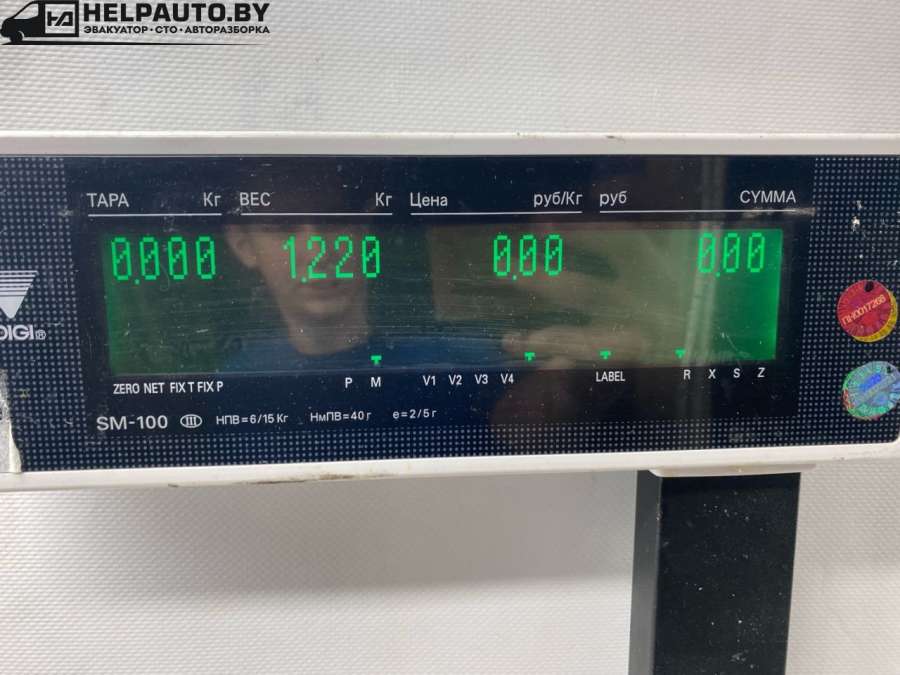 HELPAUTO.BY
ЭВАКУАТОР • СТО • АВТОРАЗБОРКА
ТАРА Кг ВЕС Кг Цена руб/Кг руб СУММА
0.000 1.220 0.00 0.00
DIGI®
ПН0017268
ZERO NET FIX T FIX P P M V1 V2 V3 V4 LABEL R X S Z
SM-100 III НПВ=6/15 Кг НмПВ=40 г e=2/5 г